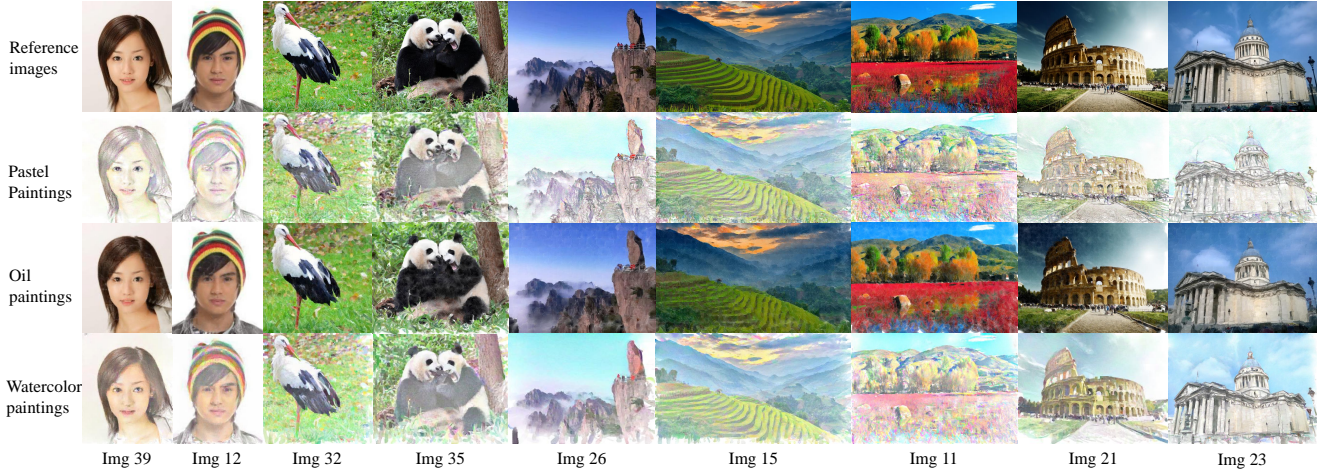 Reference
images
Pastel
Paintings
Oil
paintings
Watercolor
paintings
Img 39 Img 12 Img 32 Img 35 Img 26 Img 15 Img 11 Img 21 Img 23